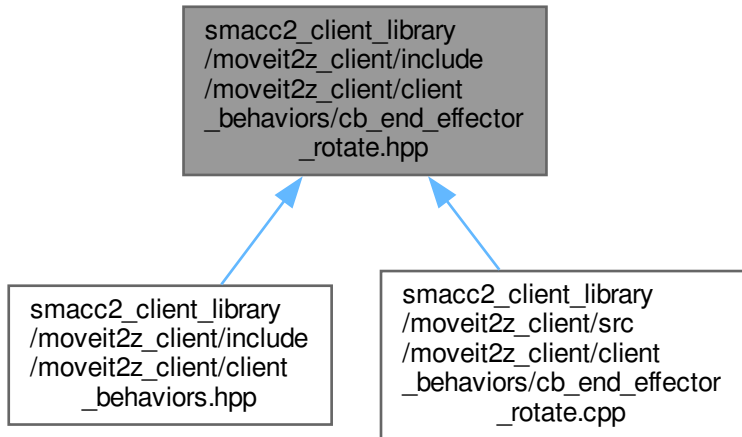 smacc2_client_library
/moveit2z_client/include
/moveit2z_client/client
_behaviors/cb_end_effector
_rotate.hpp
smacc2_client_library
/moveit2z_client/include
/moveit2z_client/client
_behaviors.hpp
smacc2_client_library
/moveit2z_client/src
/moveit2z_client/client
_behaviors/cb_end_effector
_rotate.cpp